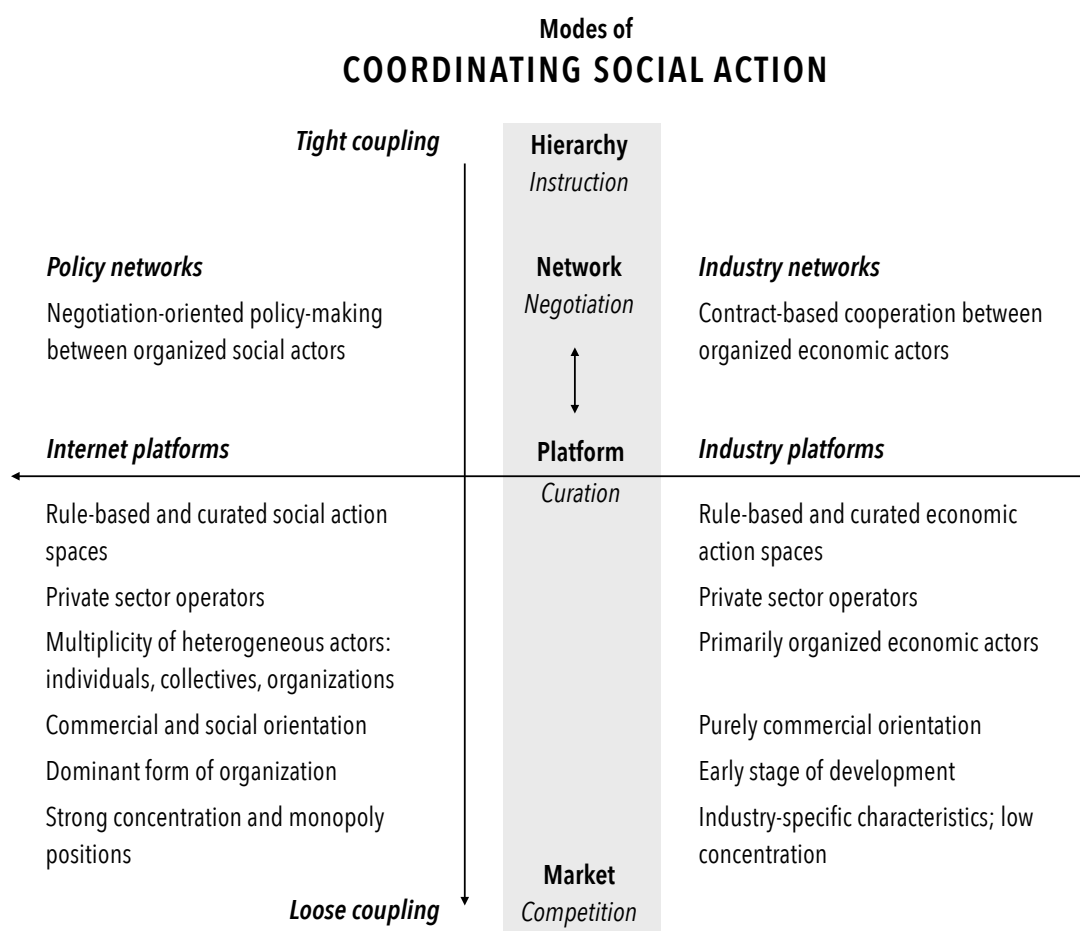 Modes of
COORDINATING SOCIAL ACTION
Tight coupling
Hierarchy
Instruction
Policy networks
Negotiation-oriented policy-making
between organized social actors
Network
Negotiation
Industry networks
Contract-based cooperation between
organized economic actors
Internet platforms
Platform
Curation
Industry platforms
Rule-based and curated social action
spaces
Private sector operators
Multiplicity of heterogeneous actors:
individuals, collectives, organizations
Commercial and social orientation
Dominant form of organization
Strong concentration and monopoly
positions
Rule-based and curated economic
action spaces
Private sector operators
Primarily organized economic actors
Purely commercial orientation
Early stage of development
Industry-specific characteristics; low
concentration
Market
Competition
Loose coupling